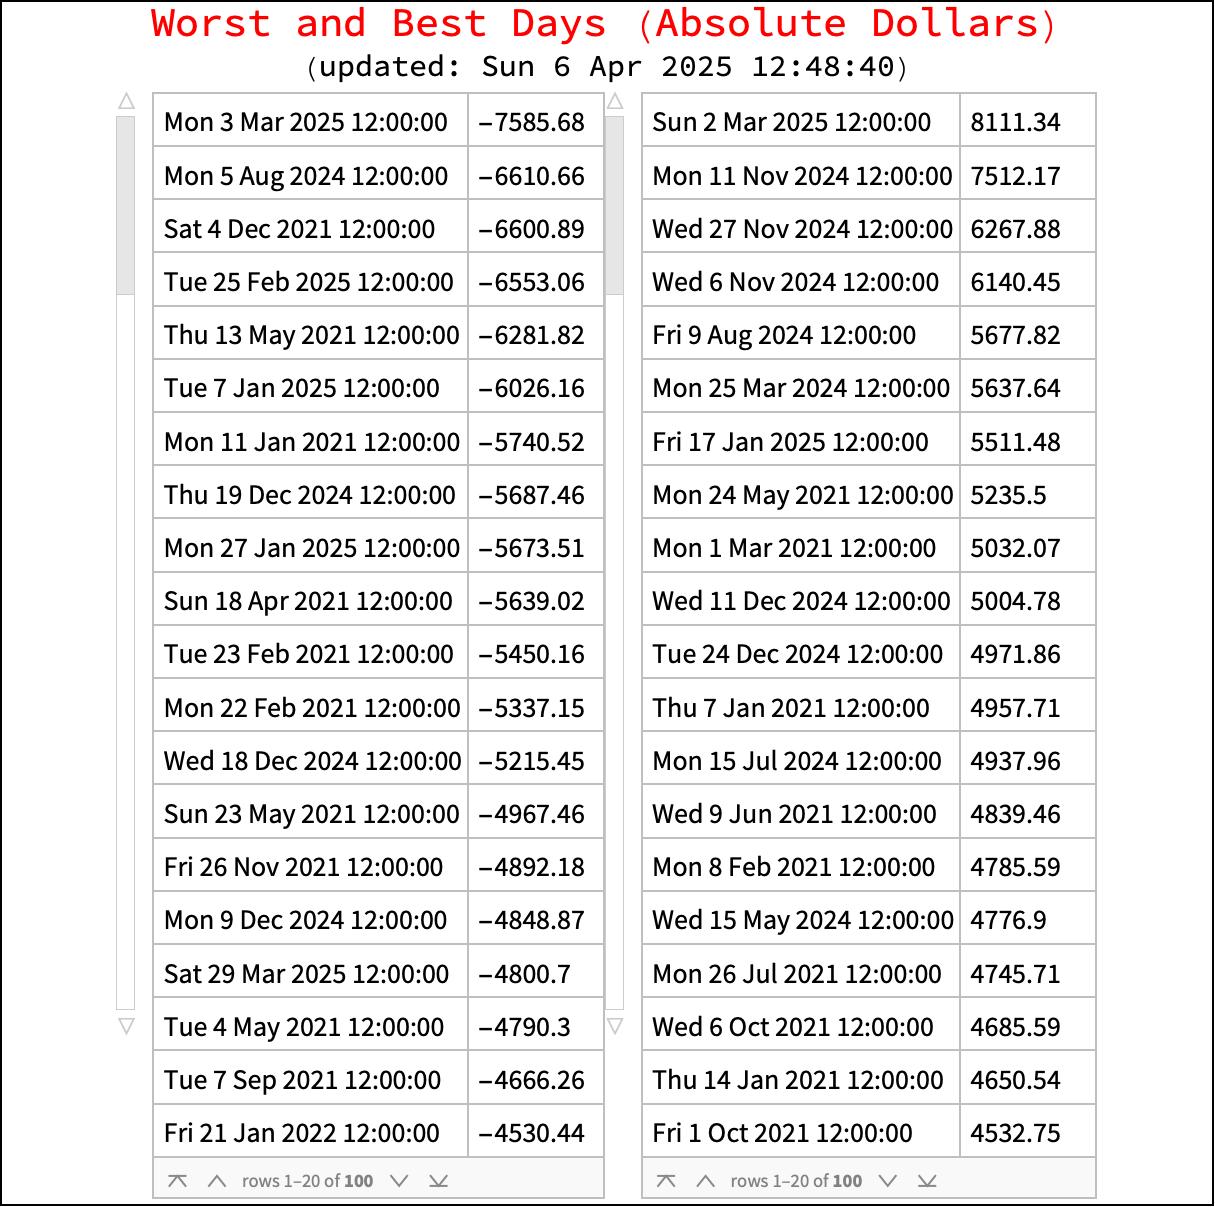 Worst and Best Days (Absolute Dollars)
(updated: Sun 6 Apr 2025 12:48:40)
Mon 3 Mar 2025 12:00:00 −7585.68
Mon 5 Aug 2024 12:00:00 −6610.66
Sat 4 Dec 2021 12:00:00 −6600.89
Tue 25 Feb 2025 12:00:00 −6553.06
Thu 13 May 2021 12:00:00 −6281.82
Tue 7 Jan 2025 12:00:00 −6026.16
Mon 11 Jan 2021 12:00:00 −5740.52
Thu 19 Dec 2024 12:00:00 −5687.46
Mon 27 Jan 2025 12:00:00 −5673.51
Sun 18 Apr 2021 12:00:00 −5639.02
Tue 23 Feb 2021 12:00:00 −5450.16
Mon 22 Feb 2021 12:00:00 −5337.15
Wed 18 Dec 2024 12:00:00 −5215.45
Sun 23 May 2021 12:00:00 −4967.46
Fri 26 Nov 2021 12:00:00 −4892.18
Mon 9 Dec 2024 12:00:00 −4848.87
Sat 29 Mar 2025 12:00:00 −4800.7
Tue 4 May 2021 12:00:00 −4790.3
Tue 7 Sep 2021 12:00:00 −4666.26
Fri 21 Jan 2022 12:00:00 −4530.44
rows 1–20 of 100
Sun 2 Mar 2025 12:00:00 8111.34
Mon 11 Nov 2024 12:00:00 7512.17
Wed 27 Nov 2024 12:00:00 6267.88
Wed 6 Nov 2024 12:00:00 6140.45
Fri 9 Aug 2024 12:00:00 5677.82
Mon 25 Mar 2024 12:00:00 5637.64
Fri 17 Jan 2025 12:00:00 5511.48
Mon 24 May 2021 12:00:00 5235.5
Mon 1 Mar 2021 12:00:00 5032.07
Wed 11 Dec 2024 12:00:00 5004.78
Tue 24 Dec 2024 12:00:00 4971.86
Thu 7 Jan 2021 12:00:00 4957.71
Mon 15 Jul 2024 12:00:00 4937.96
Wed 9 Jun 2021 12:00:00 4839.46
Mon 8 Feb 2021 12:00:00 4785.59
Wed 15 May 2024 12:00:00 4776.9
Mon 26 Jul 2021 12:00:00 4745.71
Wed 6 Oct 2021 12:00:00 4685.59
Thu 14 Jan 2021 12:00:00 4650.54
Fri 1 Oct 2021 12:00:00 4532.75
rows 1–20 of 100